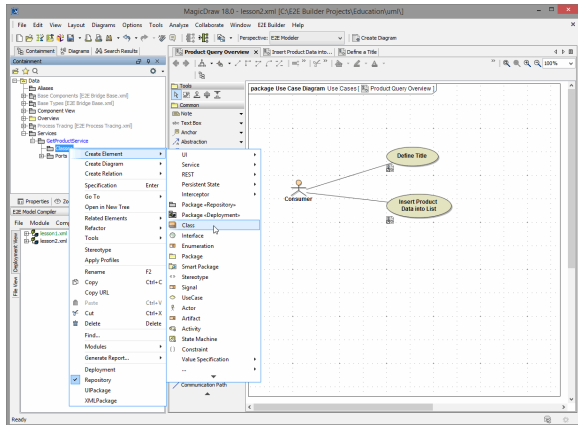 MagicDraw 18.0 - lesson2.xml [C:\E2E Builder Projects\Education\uml\]
File Edit View Layout Diagrams Options Tools Analyze Collaborate Window E2E Builder Help
Perspective: E2E Modeler
Create Diagram
Containment Diagrams Search Results
Product Query Overview Insert Product Data into... Define a Title
Containment
Data
Aliases
Base Components [E2E Bridge Base.xml]
Base Types [E2E Bridge Base.xml]
Component View
Overview
Process Tracing [E2E Process Tracing.xml]
Services
GetProductService
Classes
Ports
Properties
E2E Model Compiler
File Module
lesson1.xml
lesson2.xml
Deployment View
File View
Create Element
Create Diagram
Create Relation
Specification Enter
Go To
Open in New Tree
Related Elements
Refactor
Tools
Stereotype
Apply Profiles
Rename F2
Copy Ctrl+C
Copy URL
Paste Ctrl+V
Cut Ctrl+X
Delete Delete
Find...
Modules
Generate Report...
Deployment
Repository
UIPackage
XMLPackage
UI
Service
REST
Persistent State
Interceptor
Package «Repository»
Package «Deployment»
Class
Interface
Enumeration
Package
Smart Package
Stereotype
Signal
UseCase
Actor
Artifact
Activity
State Machine
Constraint
Value Specification
...
Communication Path
Tools
Common
Note
Text Box
Anchor
Abstraction
100%
package Use Case Diagram Use Cases [ Product Query Overview ]
Consumer
Define Title
Insert Product
Data into List
Ready